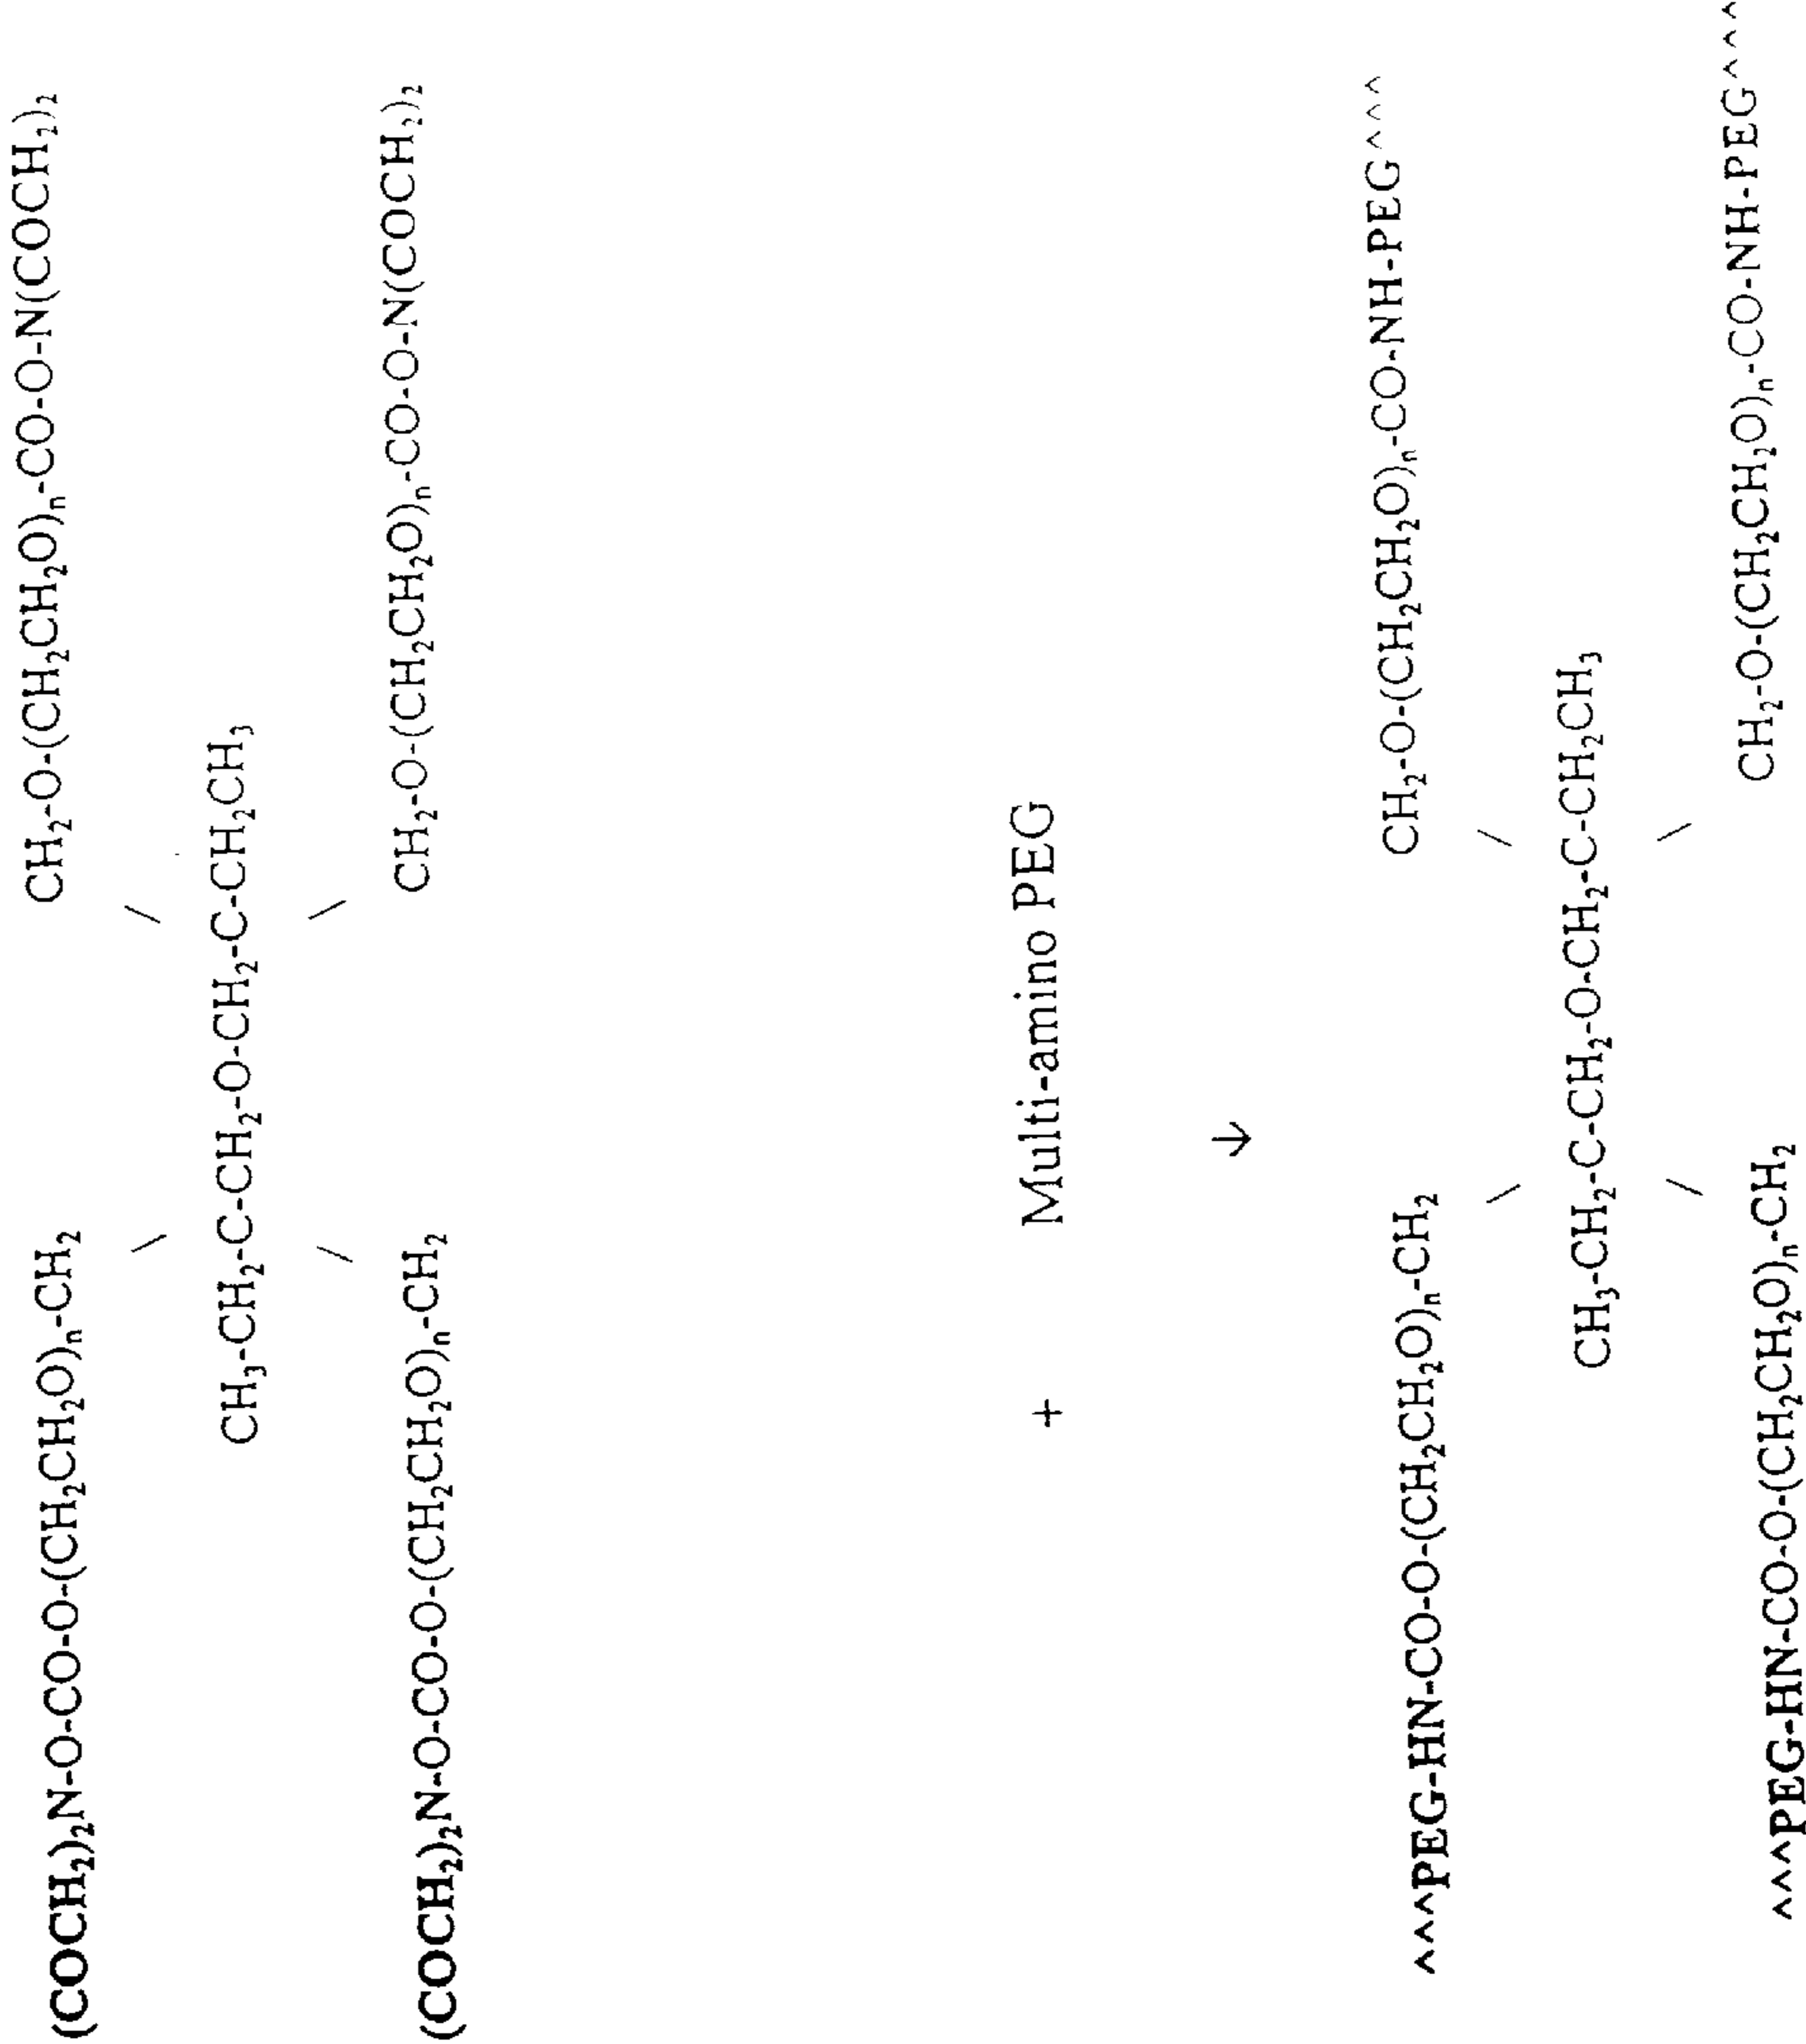 (COCH₂)₂N-O-CO-O-(CH₂CH₂O)ₙ-CH₂ CH₂-O-(CH₂CH₂O)ₙ-CO-O-N(COCH₂)₂
\ /
CH₃-CH₂-C-CH₂-O-CH₂-C-CH₂CH₃
/ \
(COCH₂)₂N-O-CO-O-(CH₂CH₂O)ₙ-CH₂ CH₂-O-(CH₂CH₂O)ₙ-CO-O-N(COCH₂)₂
+ Multi-amino PEG
→
^^^PEG-HN-CO-O-(CH₂CH₂O)ₙ-CH₂ CH₂-O-(CH₂CH₂O)ₙ-CO-NH-PEG^^^
\ /
CH₃-CH₂-C-CH₂-O-CH₂-C-CH₂CH₃
/ \
^^^PEG-HN-CO-O-(CH₂CH₂O)ₙ-CH₂ CH₂-O-(CH₂CH₂O)ₙ-CO-NH-PEG^^^